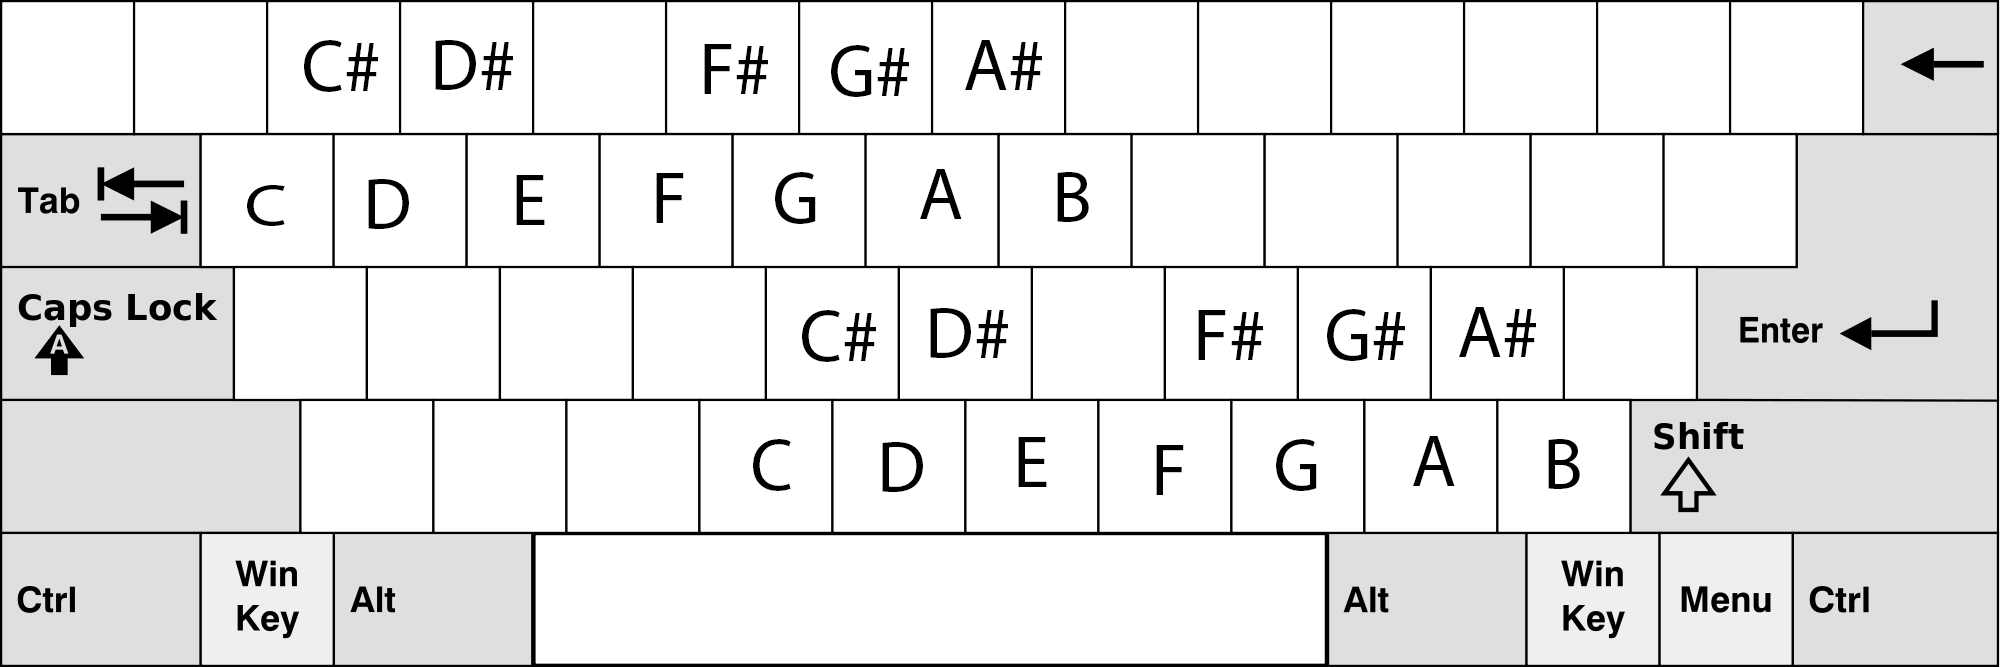 C# D# F# G# A#
Tab C D E F G A B
Caps Lock
A
C# D# F# G# A#
Enter
C D E F G A B
Shift
Ctrl
Win
Key
Alt
Alt
Win
Key
Menu
Ctrl